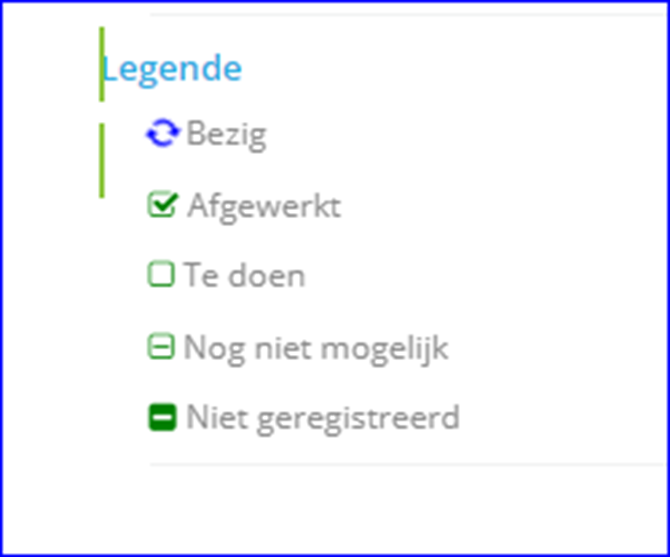 Legende
Bezig
Afgewerkt
Te doen
Nog niet mogelijk
Niet geregistreerd